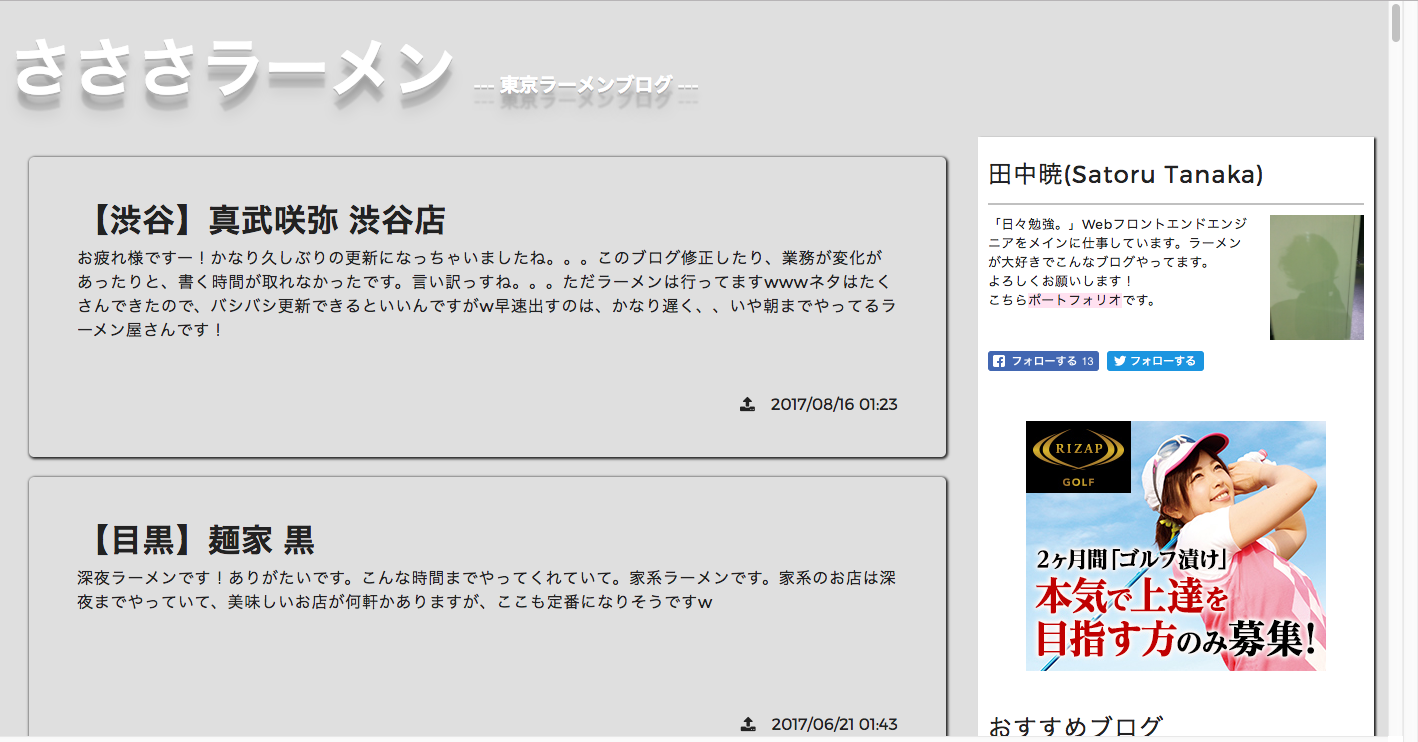 さささラーメン --- 東京ラーメンブログ ---
【渋谷】真武咲弥 渋谷店
お疲れ様ですー！かなり久しぶりの更新になっちゃいましたね。。。このブログ修正したり、業務が変化が
あったりと、書く時間が取れなかったです。言い訳っすね。。。ただラーメンは行ってますwwwネタはたく
さんできたので、バシバシ更新できるといいんですがw早速出すのは、かなり遅く、、いや朝までやってるラ
ーメン屋さんです！
2017/08/16 01:23
【目黒】麺家 黒
深夜ラーメンです！ありがたいです。こんな時間までやってくれていて。家系ラーメンです。家系のお店は深
夜までやっていて、美味しいお店が何軒かありますが、ここも定番になりそうですw
2017/06/21 01:43
田中暁(Satoru Tanaka)
「日々勉強。」Webフロントエンドエンジ
ニアをメインに仕事しています。ラーメン
が大好きでこんなブログやってます。
よろしくお願いします！
こちらポートフォリオです。
フォローする 13 フォローする
RIZAP
GOLF
2ヶ月間「ゴルフ漬け」
本気で上達を
目指す方のみ募集!
おすすめブログ